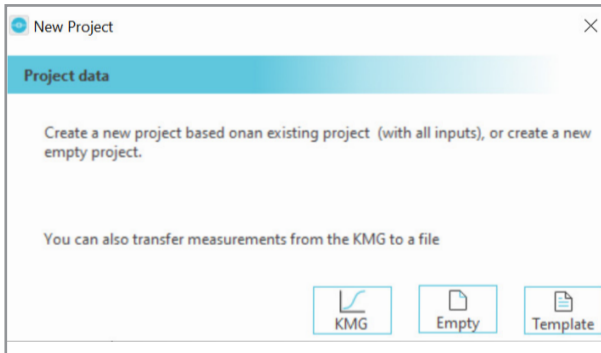 New Project
Project data
Create a new project based onan existing project (with all inputs), or create a new
empty project.
You can also transfer measurements from the KMG to a file
KMG
Empty
Template